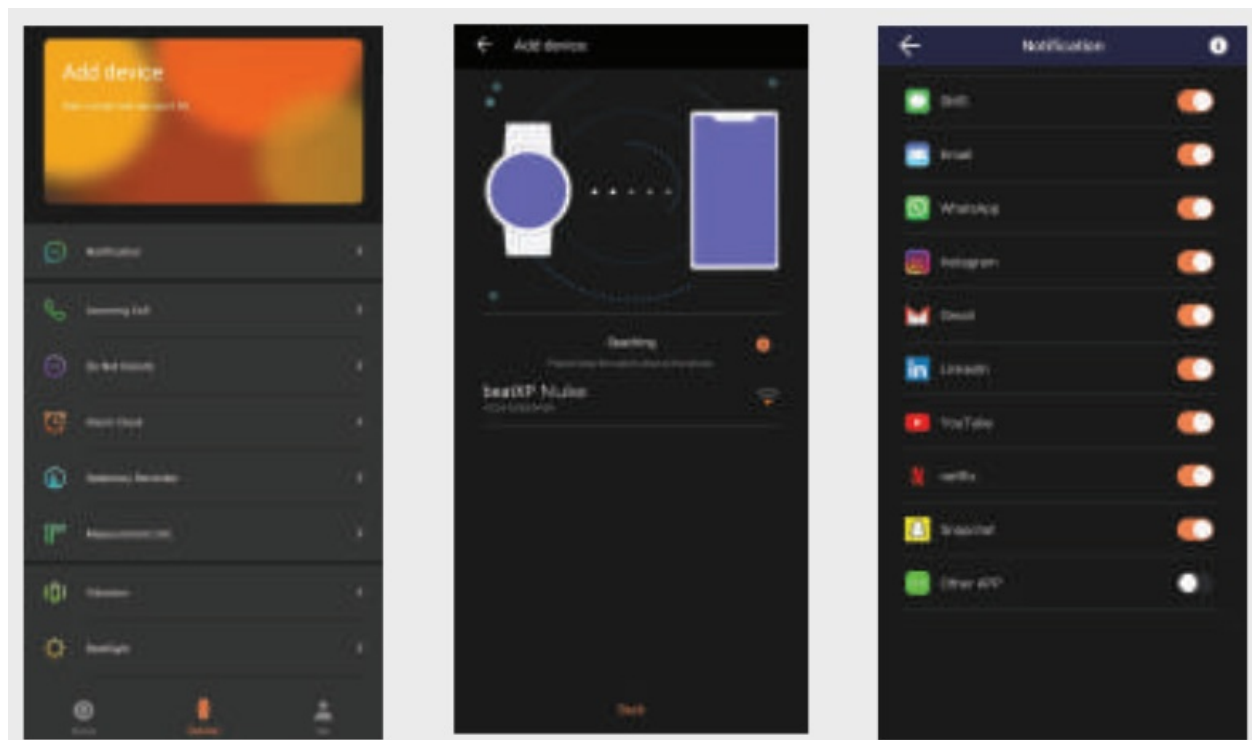 Add device
Notification
Incoming Call
Do Not Disturb
Alarm Clock
Sedentary Reminder
Measurement Unit
Vibration
Backlight
Add device
Searching
beatXP Nuke
Back
Notification
SMS
Email
WhatsApp
Instagram
Gmail
LinkedIn
in
YouTube
netflix
Snapchat
Other APP